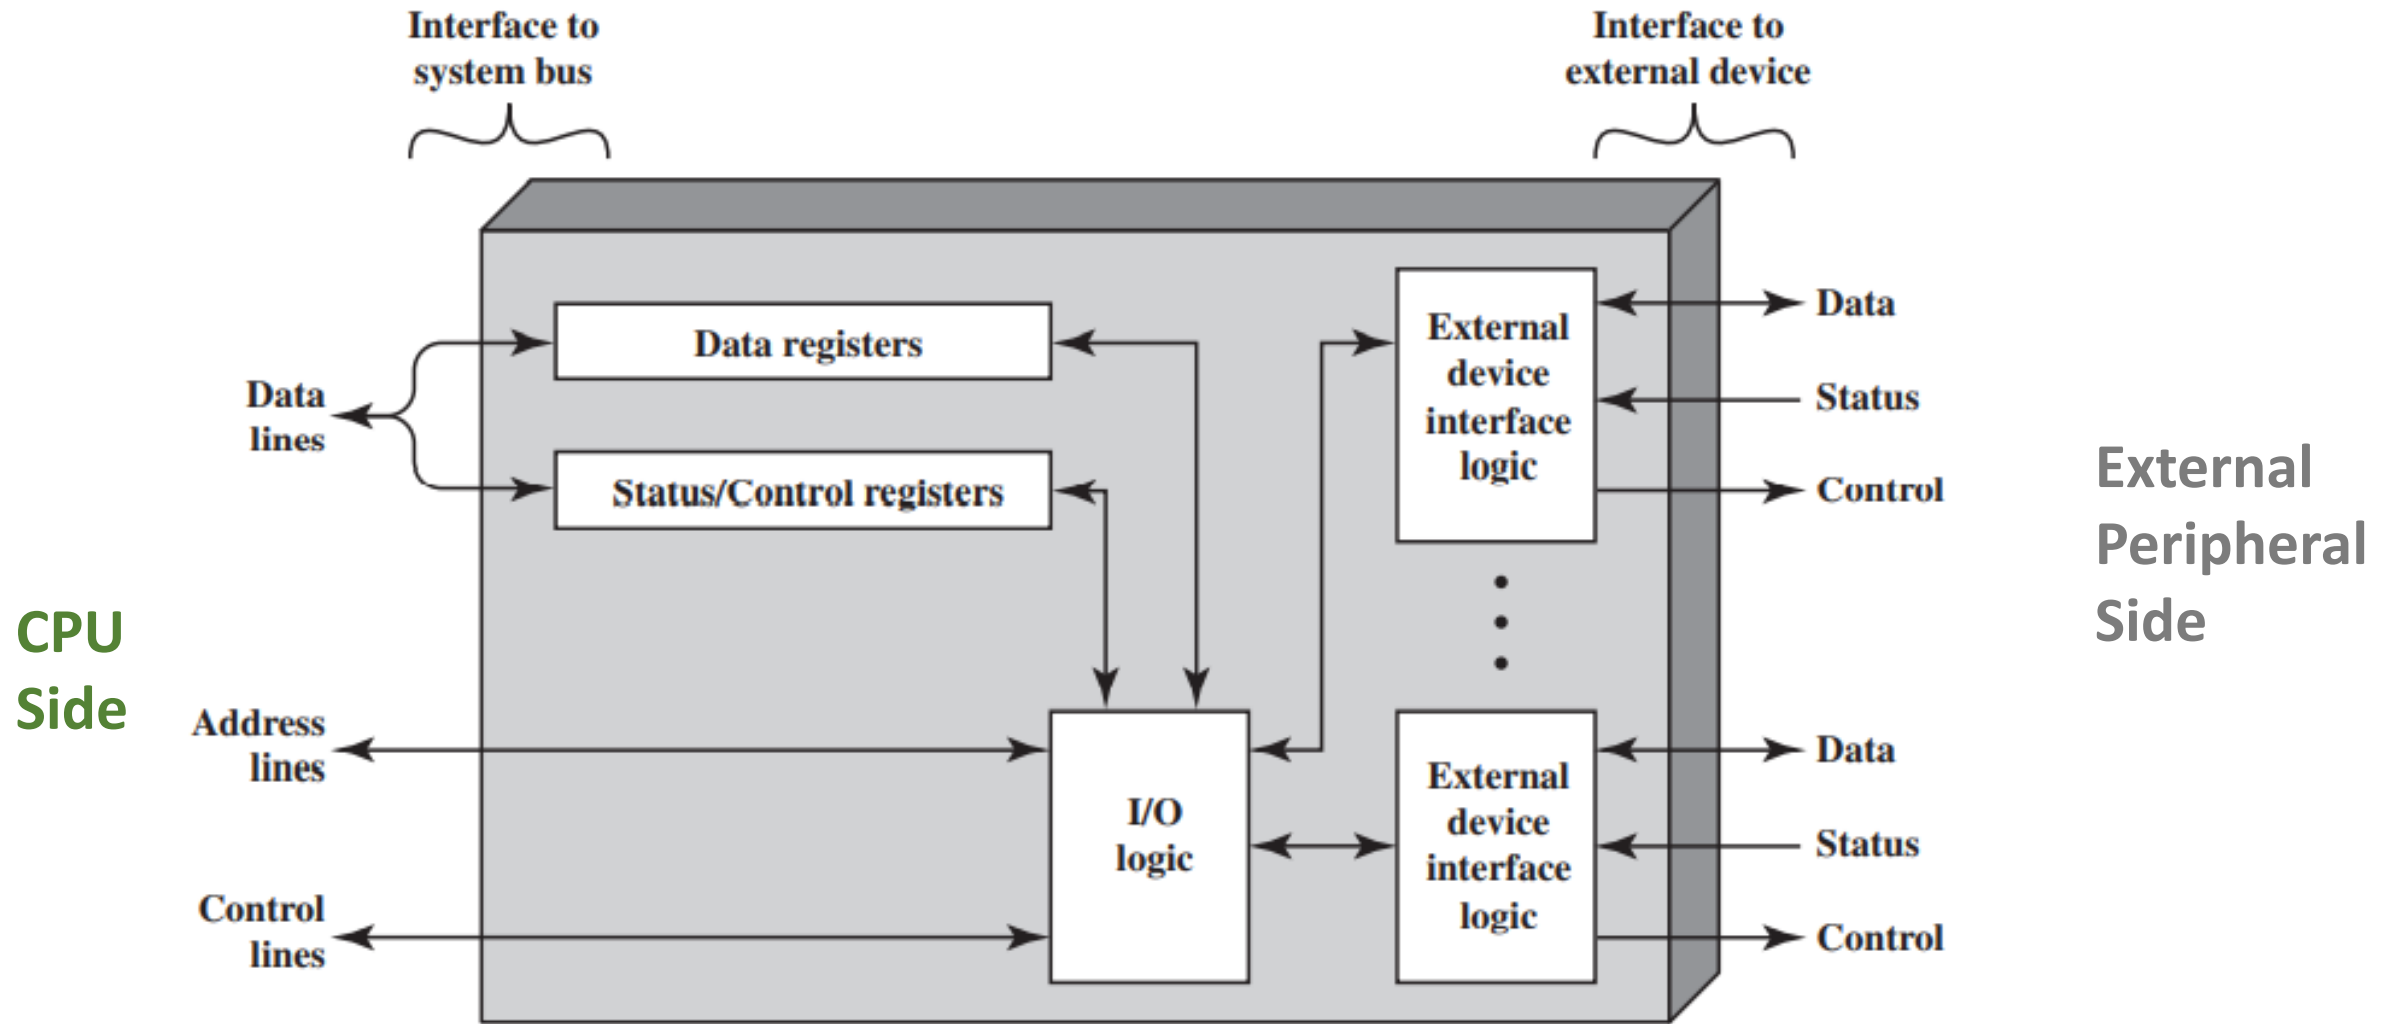 Interface to
system bus
Interface to
external device
Data registers
Status/Control registers
Data
lines
CPU
Side
Address
lines
Control
lines
I/O
logic
External
device
interface
logic
External
device
interface
logic
Data
Status
Control
Data
Status
Control
External
Peripheral
Side